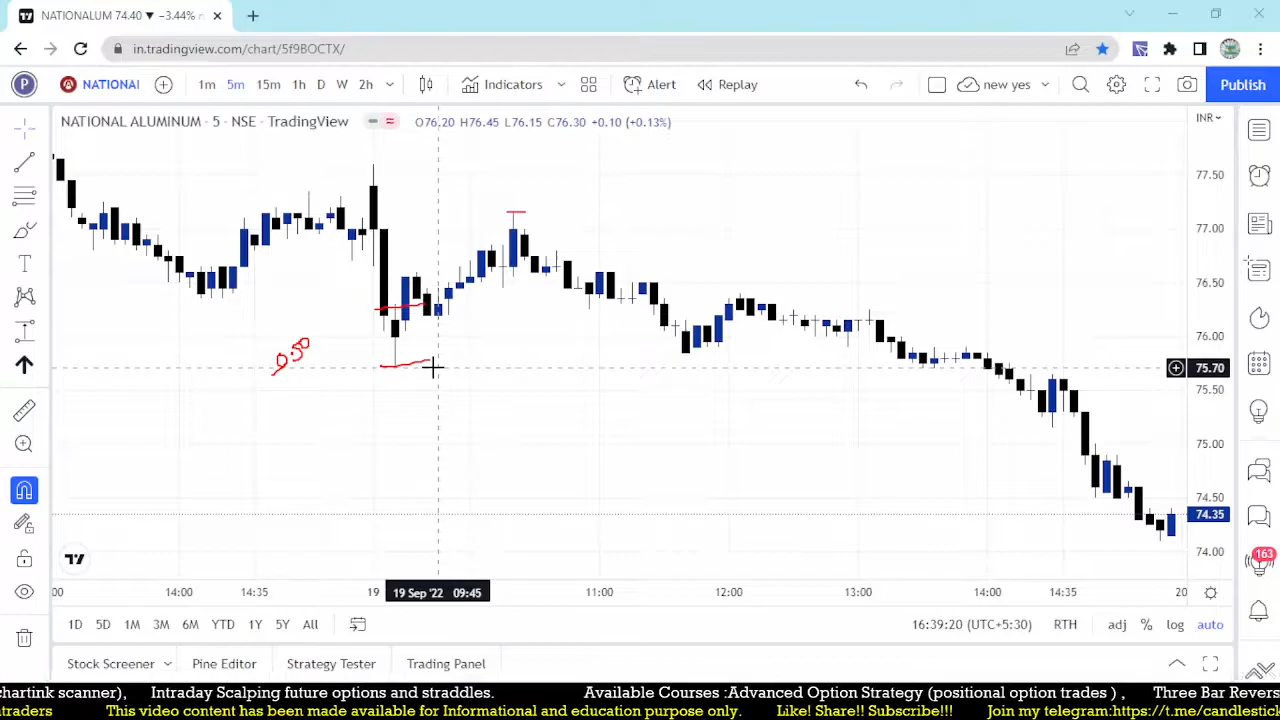 NATIONALUM 74.40 ▼ −3.44%
in.tradingview.com/chart/5f9BOCTX/
P
NATIONAL
1m 5m 15m 1h D W 2h
Indicators
Alert
Replay
new yes
Publish
NATIONAL ALUMINUM · 5 · NSE · TradingView
O76.20 H76.45 L76.15 C76.30 +0.10 (+0.13%)
INR
77.50
77.00
76.50
76.00
0.50
75.70
75.50
75.00
74.50
74.35
74.00
163
00 14:00 14:35 19 19 Sep '22 09:45 11:00 12:00 13:00 14:00 14:35 20
1D 5D 1M 3M 6M YTD 1Y 5Y All
16:39:20 (UTC+5:30) RTH adj % log auto
Stock Screener Pine Editor Strategy Tester Trading Panel
chartink scanner), Intraday Scalping future options and straddles. Available Courses :Advanced Option Strategy (positional option trades ) , Three Bar Revers
traders This video content has been made available for Informational and education purpose only. Like! Share!! Subscribe!!! Join my telegram:https://t.me/candlestick